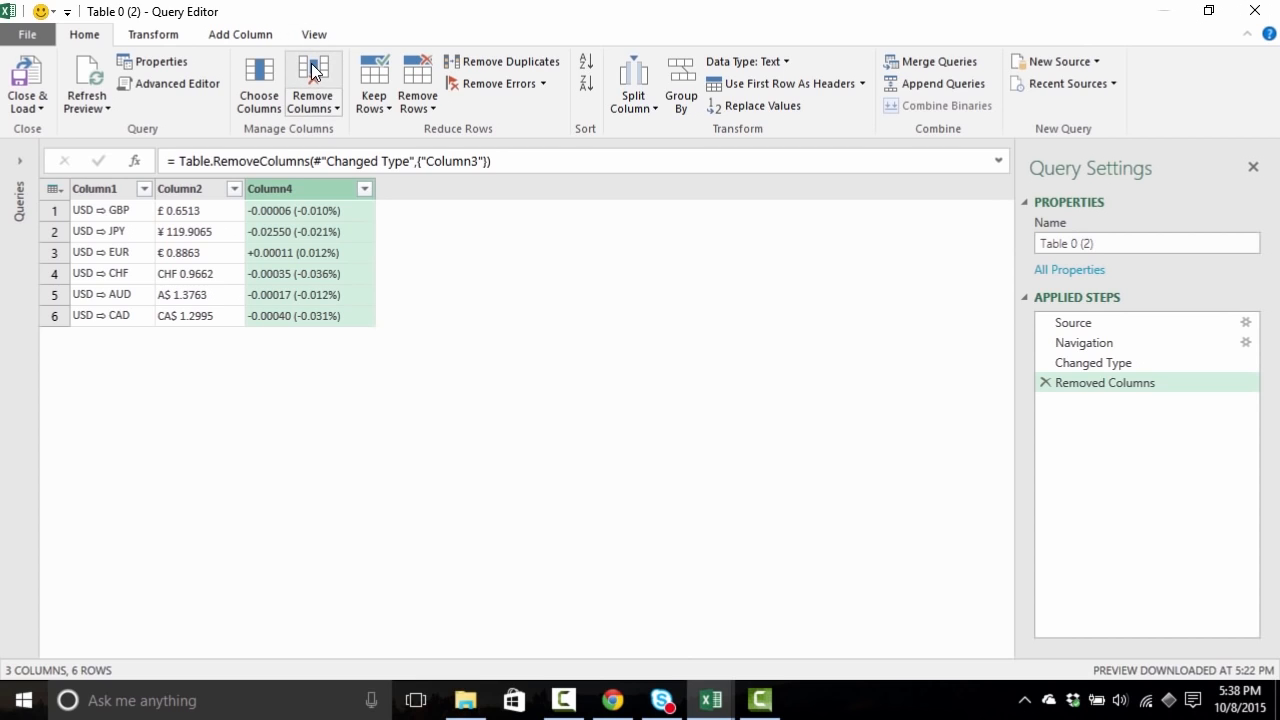 Table 0 (2) - Query Editor
File Home Transform Add Column View
Close & Load
Close
Refresh Preview
Properties
Advanced Editor
Query
Choose Columns
Remove Columns
Manage Columns
Keep Rows
Remove Rows
Remove Duplicates
Remove Errors
Reduce Rows
Sort
Split Column
Group By
Data Type: Text
Use First Row As Headers
Replace Values
Transform
Merge Queries
Append Queries
Combine Binaries
Combine
New Source
Recent Sources
New Query
Queries
fx = Table.RemoveColumns(#"Changed Type",{"Column3"})
Column1 Column2 Column4
1 USD ⇨ GBP £ 0.6513 -0.00006 (-0.010%)
2 USD ⇨ JPY ¥ 119.9065 -0.02550 (-0.021%)
3 USD ⇨ EUR € 0.8863 +0.00011 (0.012%)
4 USD ⇨ CHF CHF 0.9662 -0.00035 (-0.036%)
5 USD ⇨ AUD A$ 1.3763 -0.00017 (-0.012%)
6 USD ⇨ CAD CA$ 1.2995 -0.00040 (-0.031%)
Query Settings
PROPERTIES
Name
Table 0 (2)
All Properties
APPLIED STEPS
Source
Navigation
Changed Type
Removed Columns
3 COLUMNS, 6 ROWS
PREVIEW DOWNLOADED AT 5:22 PM
Ask me anything
5:38 PM
10/8/2015